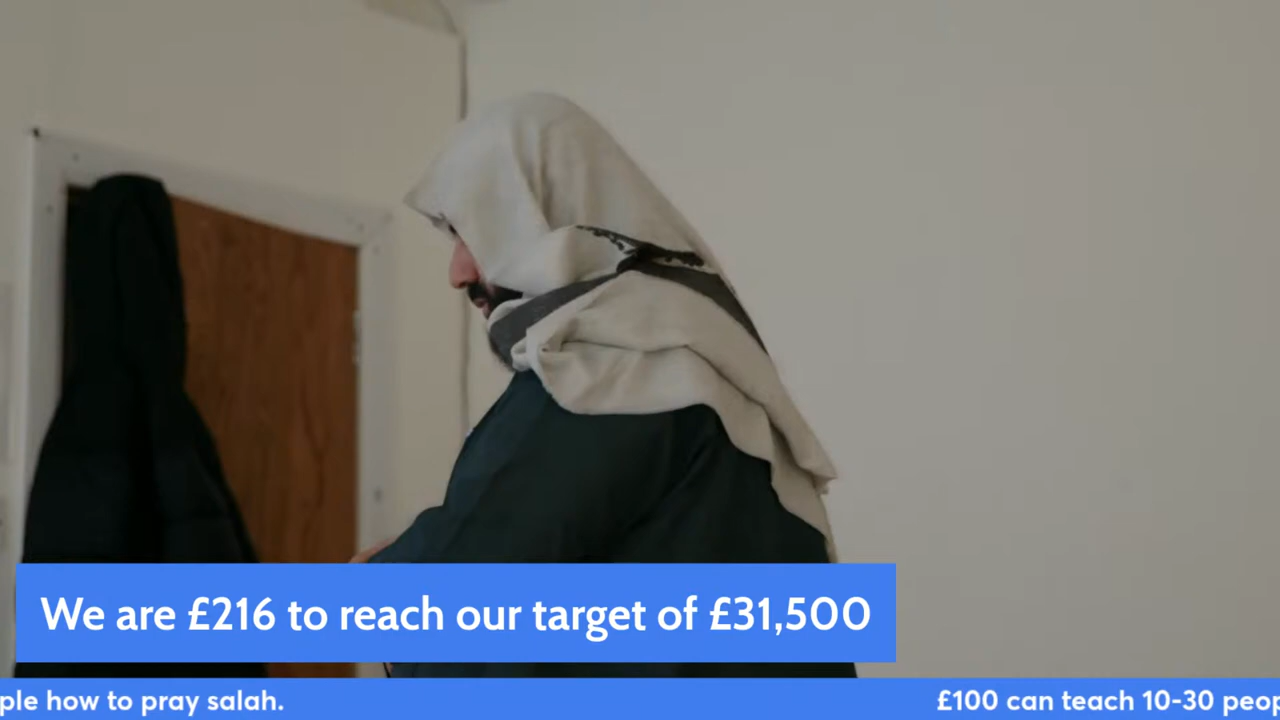 We are £216 to reach our target of £31,500
ple how to pray salah.
£100 can teach 10-30 peop